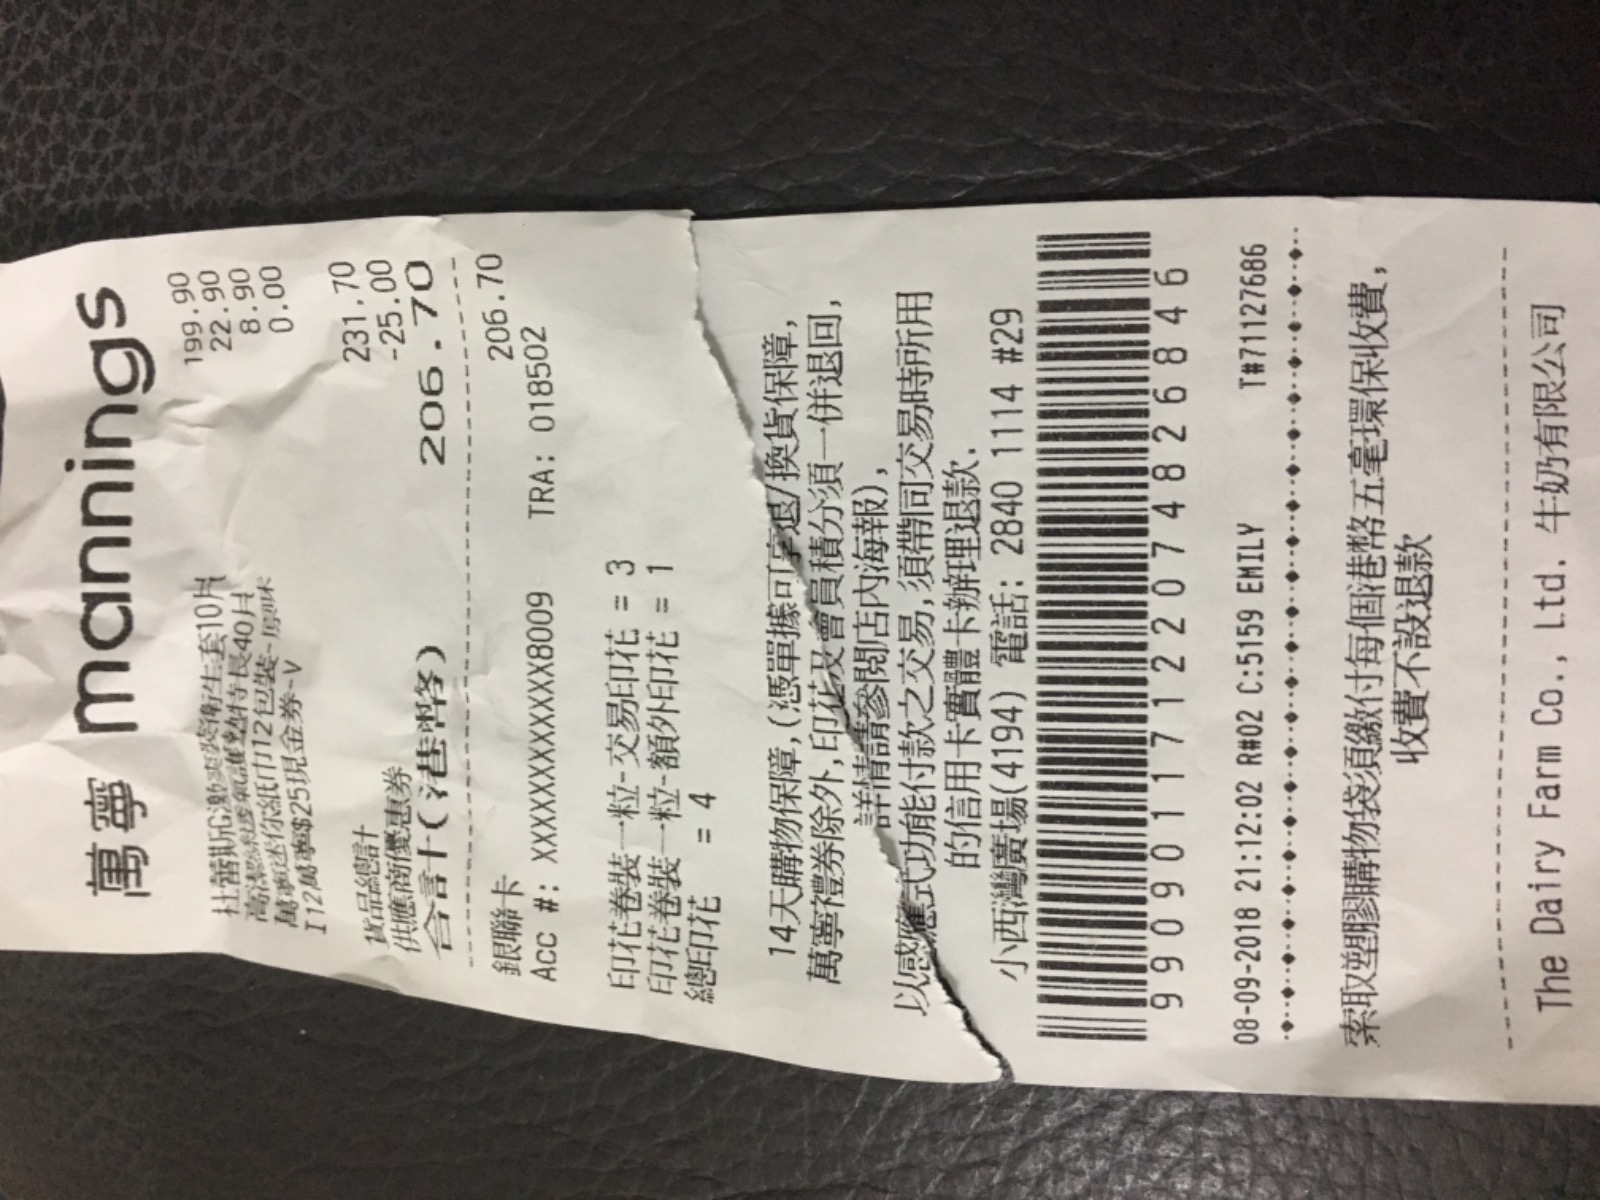 萬寧 mannings
杜蕾斯G激爽裝衛生套10片 199.90
高潔絲透氣護墊特長40片 22.90
萬寧迷你紙巾12包裝-原味 8.90
I12萬寧$25現金券-V 0.00
貨品總計 231.70
供應商優惠券 -25.00
合計(港幣) 206.70
銀聯卡 206.70
Acc #: XXXXXXXXXXXX8009 TRA: 018502
印花卷裝一粒-交易印花 = 3
印花卷裝一粒-額外印花 = 1
總印花 = 4
14天購物保障,(憑單據可享退/換貨保障,
萬寧禮券除外,印花及會員積分須一併退回,
詳情請參閱店內海報),
以感應式功能付款之交易,須帶同交易時所用
的信用卡實體卡辦理退款.
小西灣廣場(4194) 電話: 2840 1114 #29
99090117122074826846
08-09-2018 21:12:02 R#02 C:5159 EMILY T#71127686
索取塑膠購物袋須繳付每個港幣五毫環保收費,
收費不設退款
The Dairy Farm Co., Ltd. 牛奶有限公司